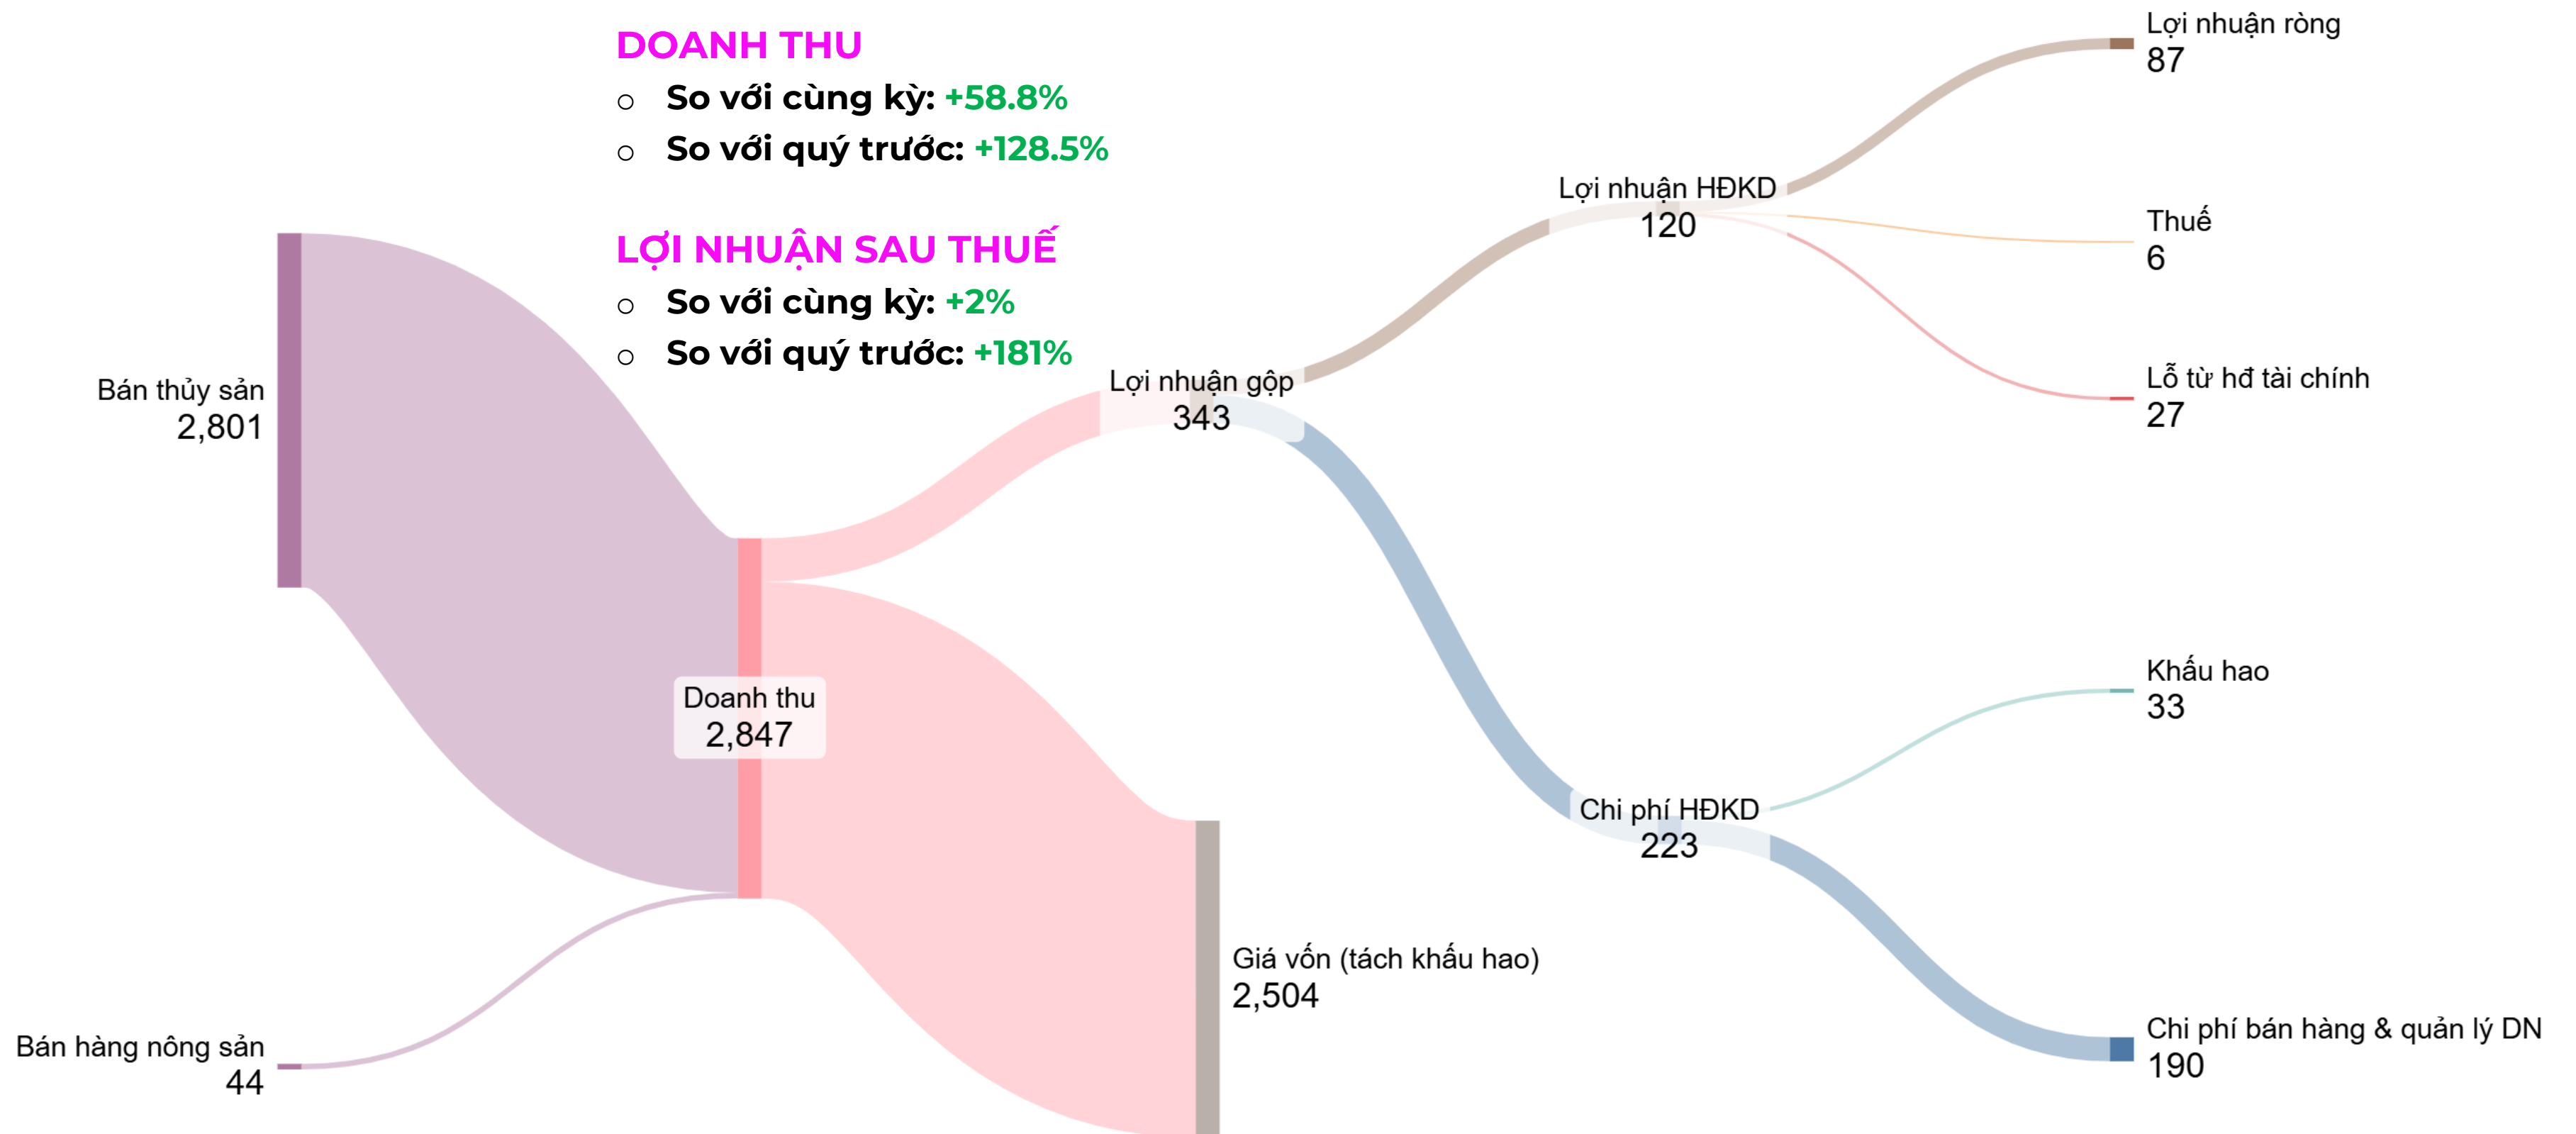 DOANH THU
o So với cùng kỳ: +58.8%
o So với quý trước: +128.5%
LỢI NHUẬN SAU THUẾ
o So với cùng kỳ: +2%
o So với quý trước: +181%
Bán thủy sản
2,801
Bán hàng nông sản
44
Doanh thu
2,847
Lợi nhuận gộp
343
Giá vốn (tách khấu hao)
2,504
Lợi nhuận HĐKD
120
Chi phí HĐKD
223
Lợi nhuận ròng
87
Thuế
6
Lỗ từ hđ tài chính
27
Khấu hao
33
Chi phí bán hàng & quản lý DN
190